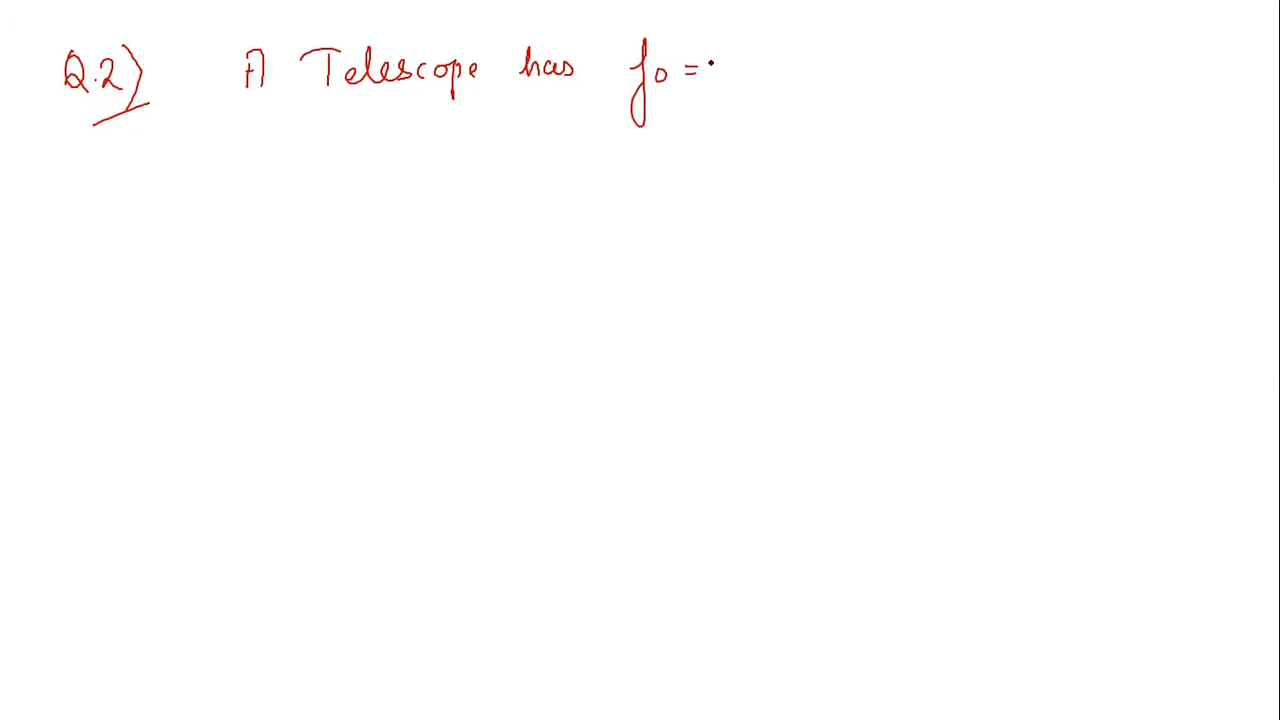 Q.2) A Telescope has fo =